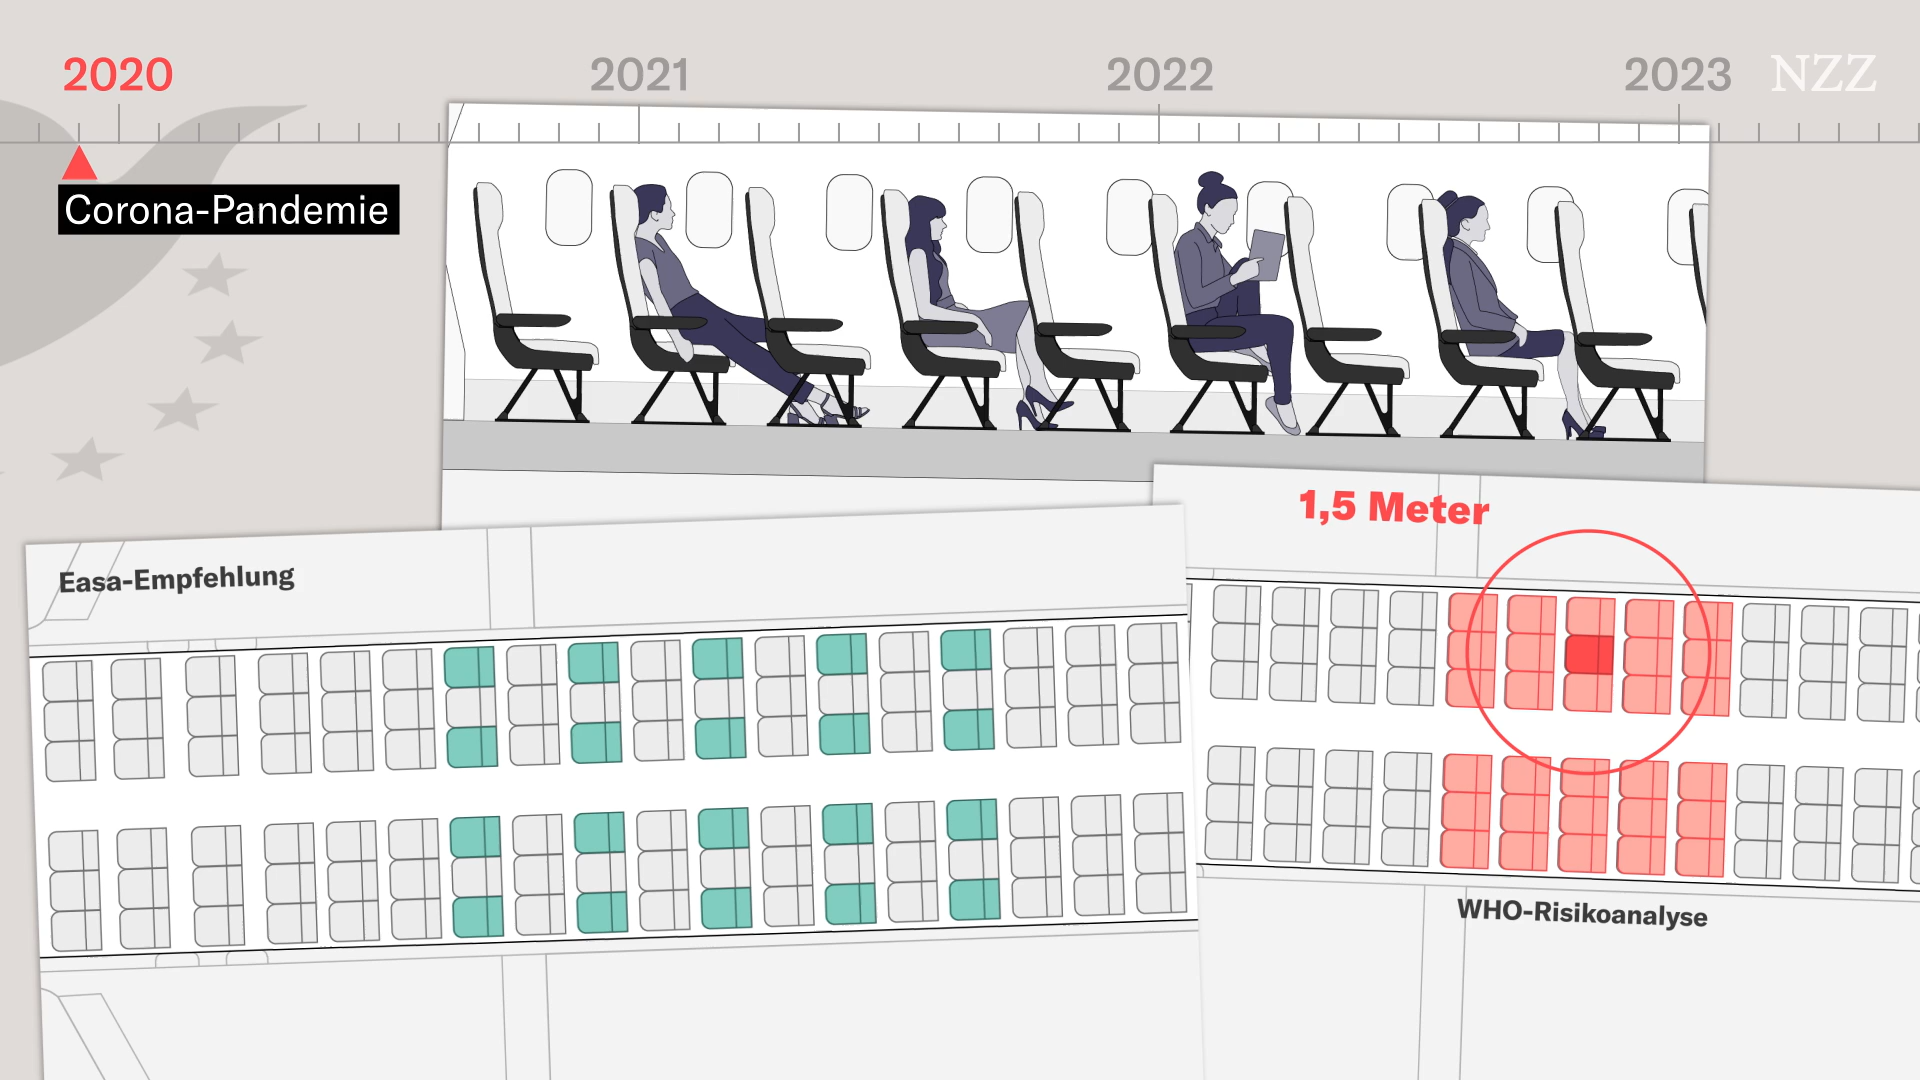 2020
2021
2022
2023
NZZ
Corona-Pandemie
1,5 Meter
Easa-Empfehlung
WHO-Risikoanalyse